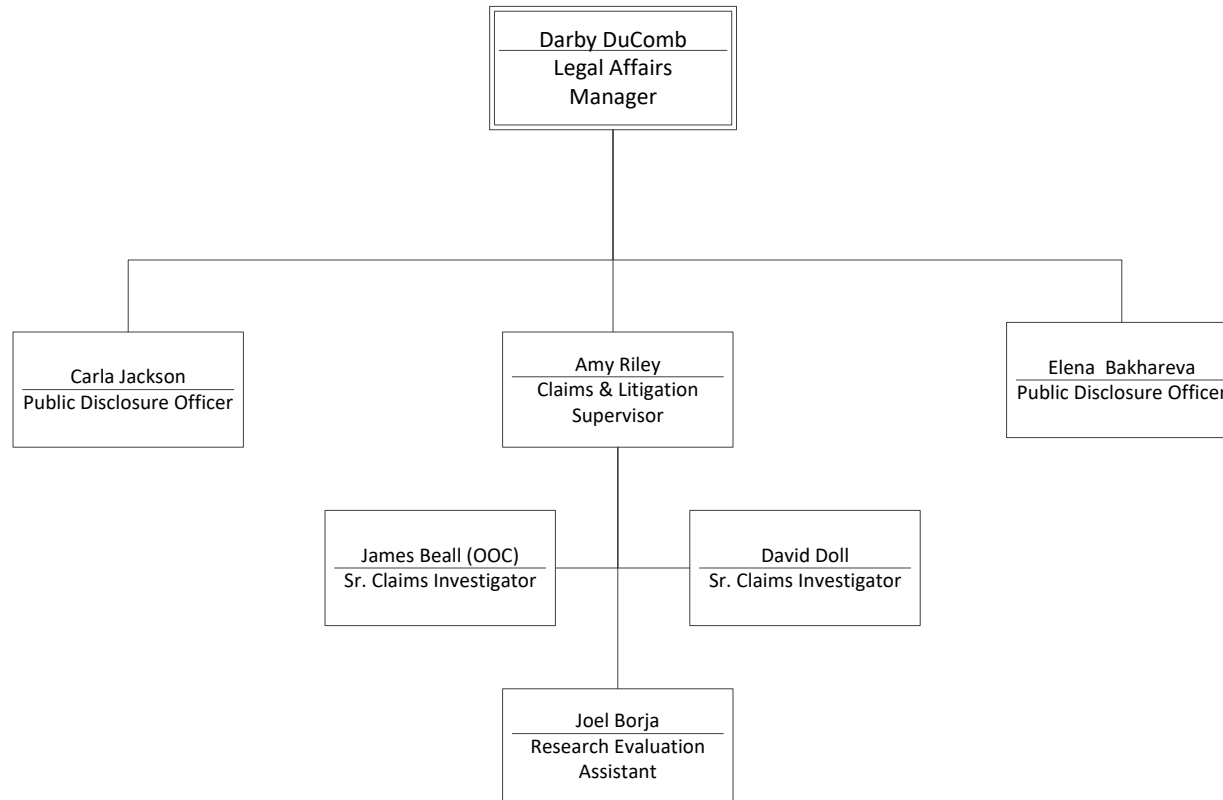 Darby DuComb
Legal Affairs
Manager
Carla Jackson
Public Disclosure Officer
Amy Riley
Claims & Litigation
Supervisor
Elena  Bakhareva
Public Disclosure Officer
James Beall (OOC)
Sr. Claims Investigator
David Doll
Sr. Claims Investigator
Joel Borja
Research Evaluation
Assistant